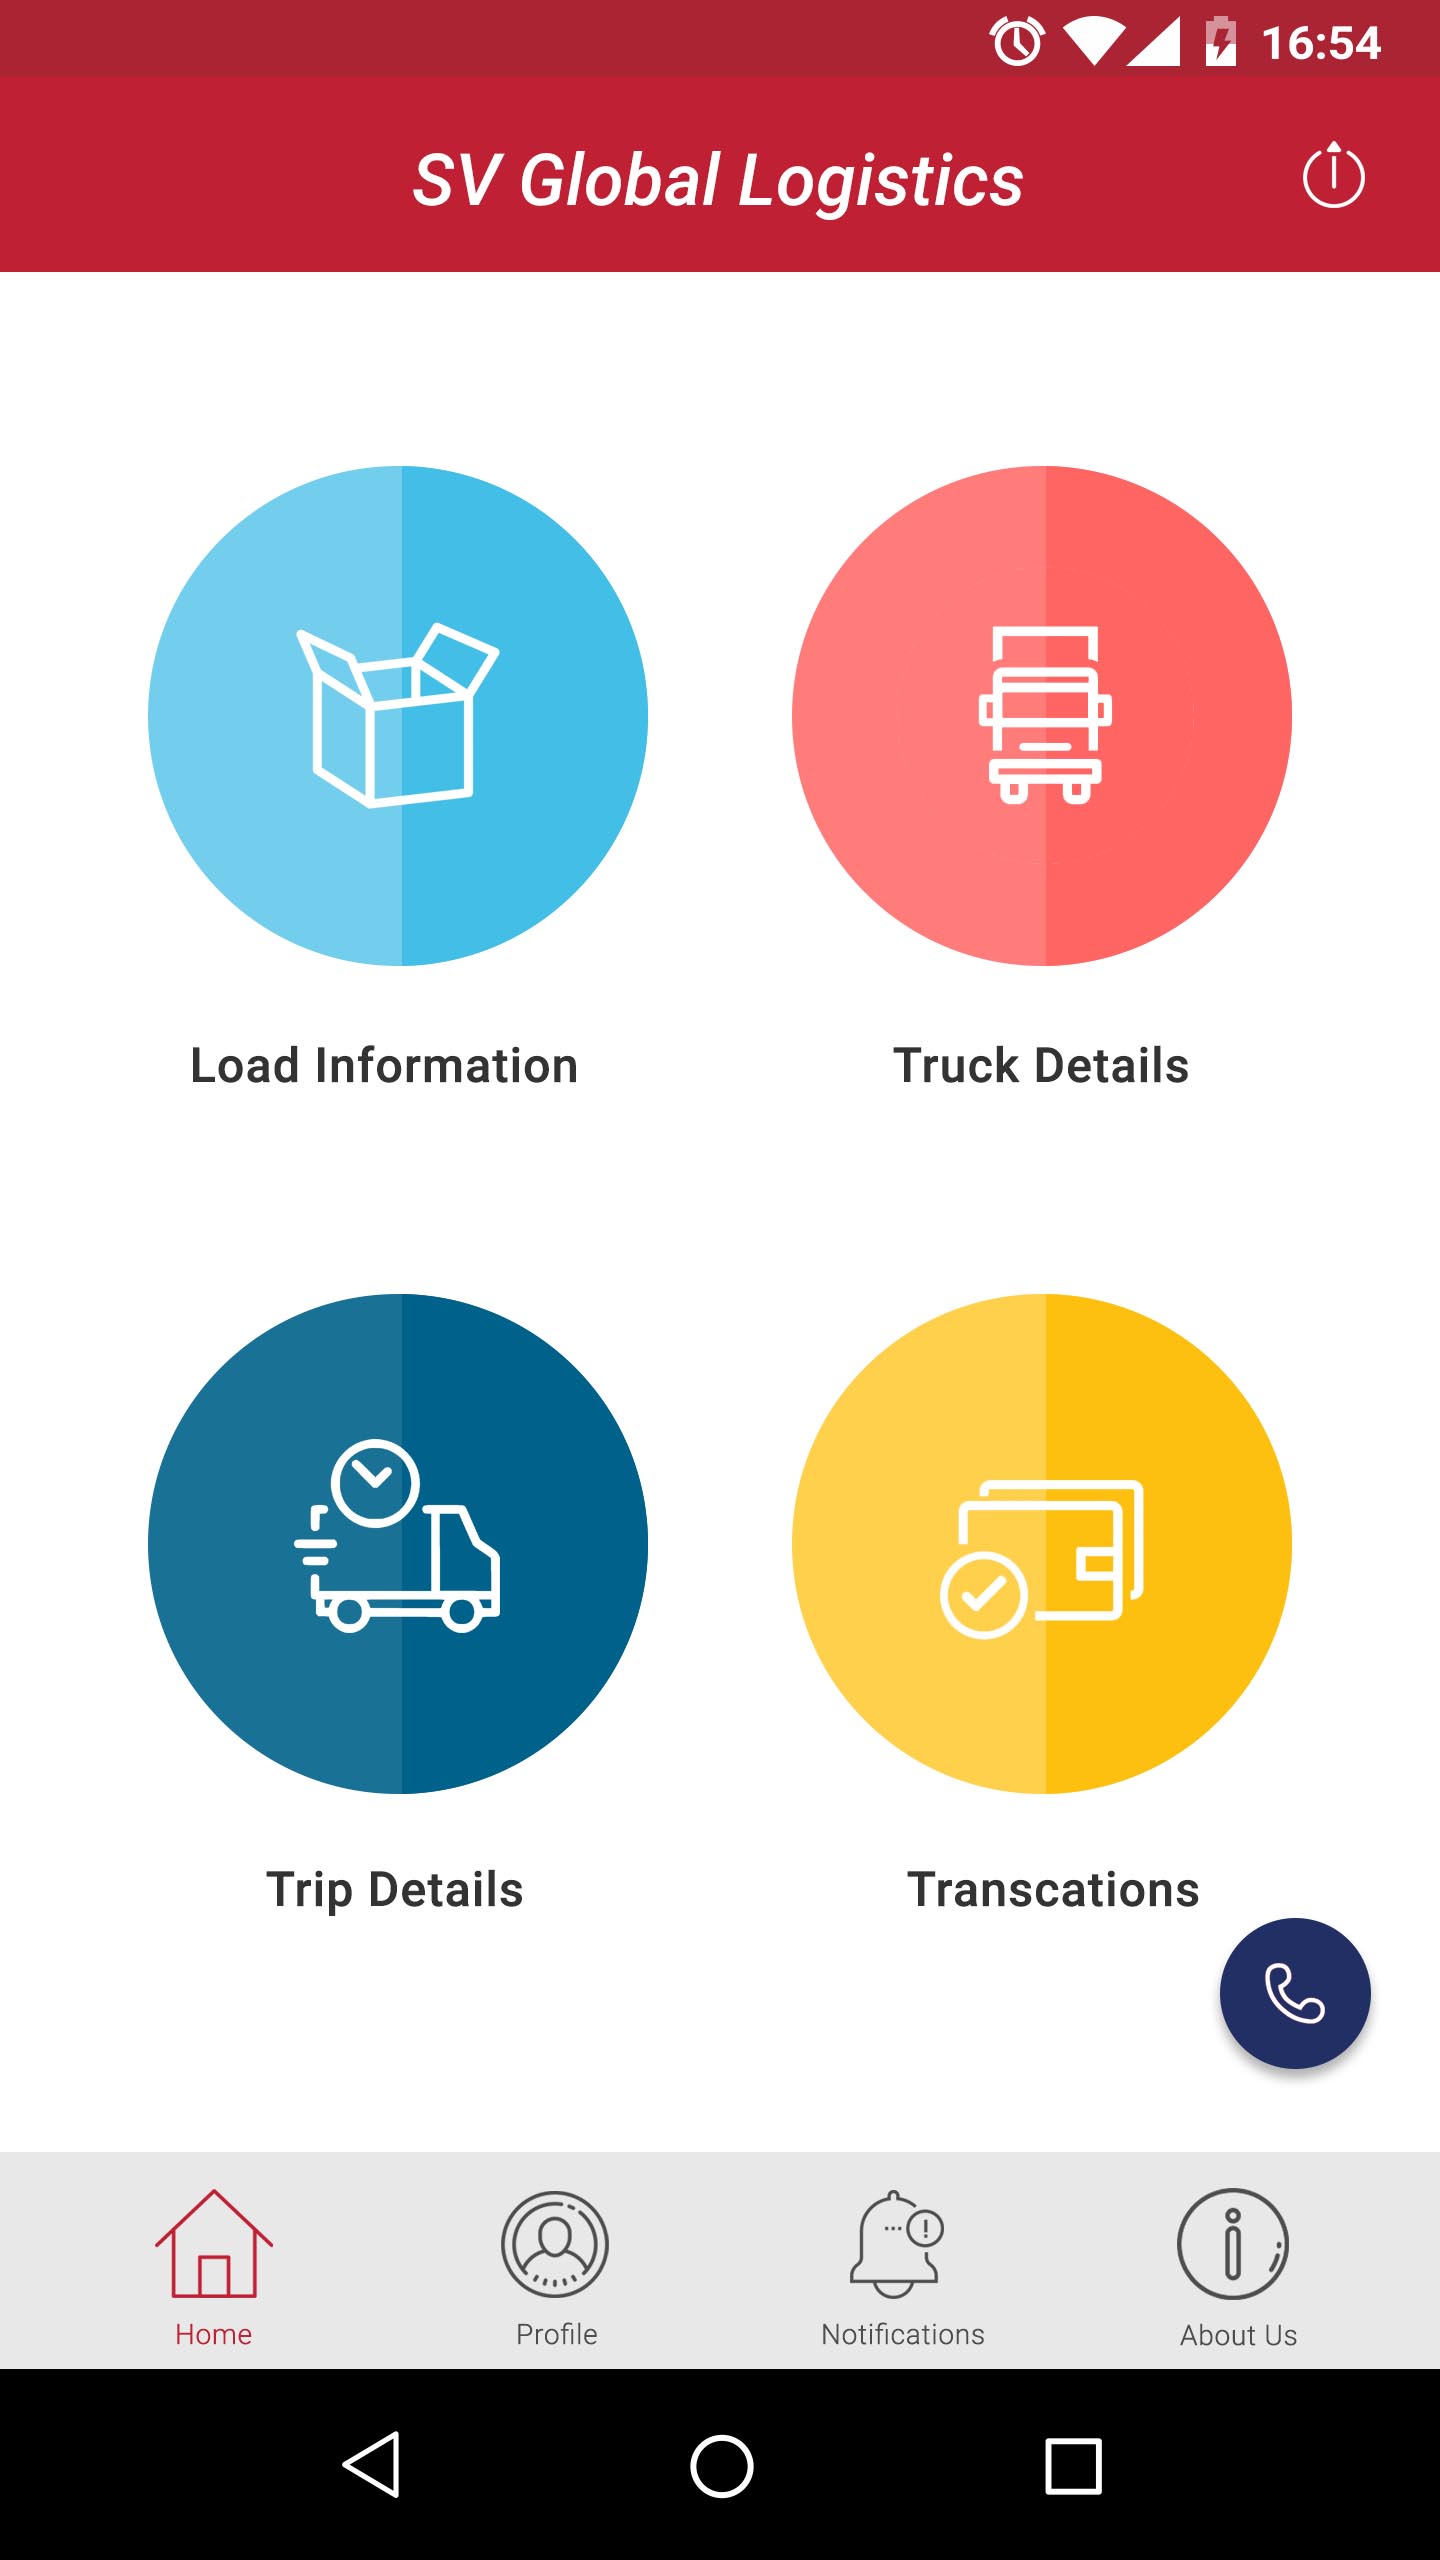 16:54
SV Global Logistics
Load Information
Truck Details
Trip Details
Transcations
Home
Profile
Notifications
About Us